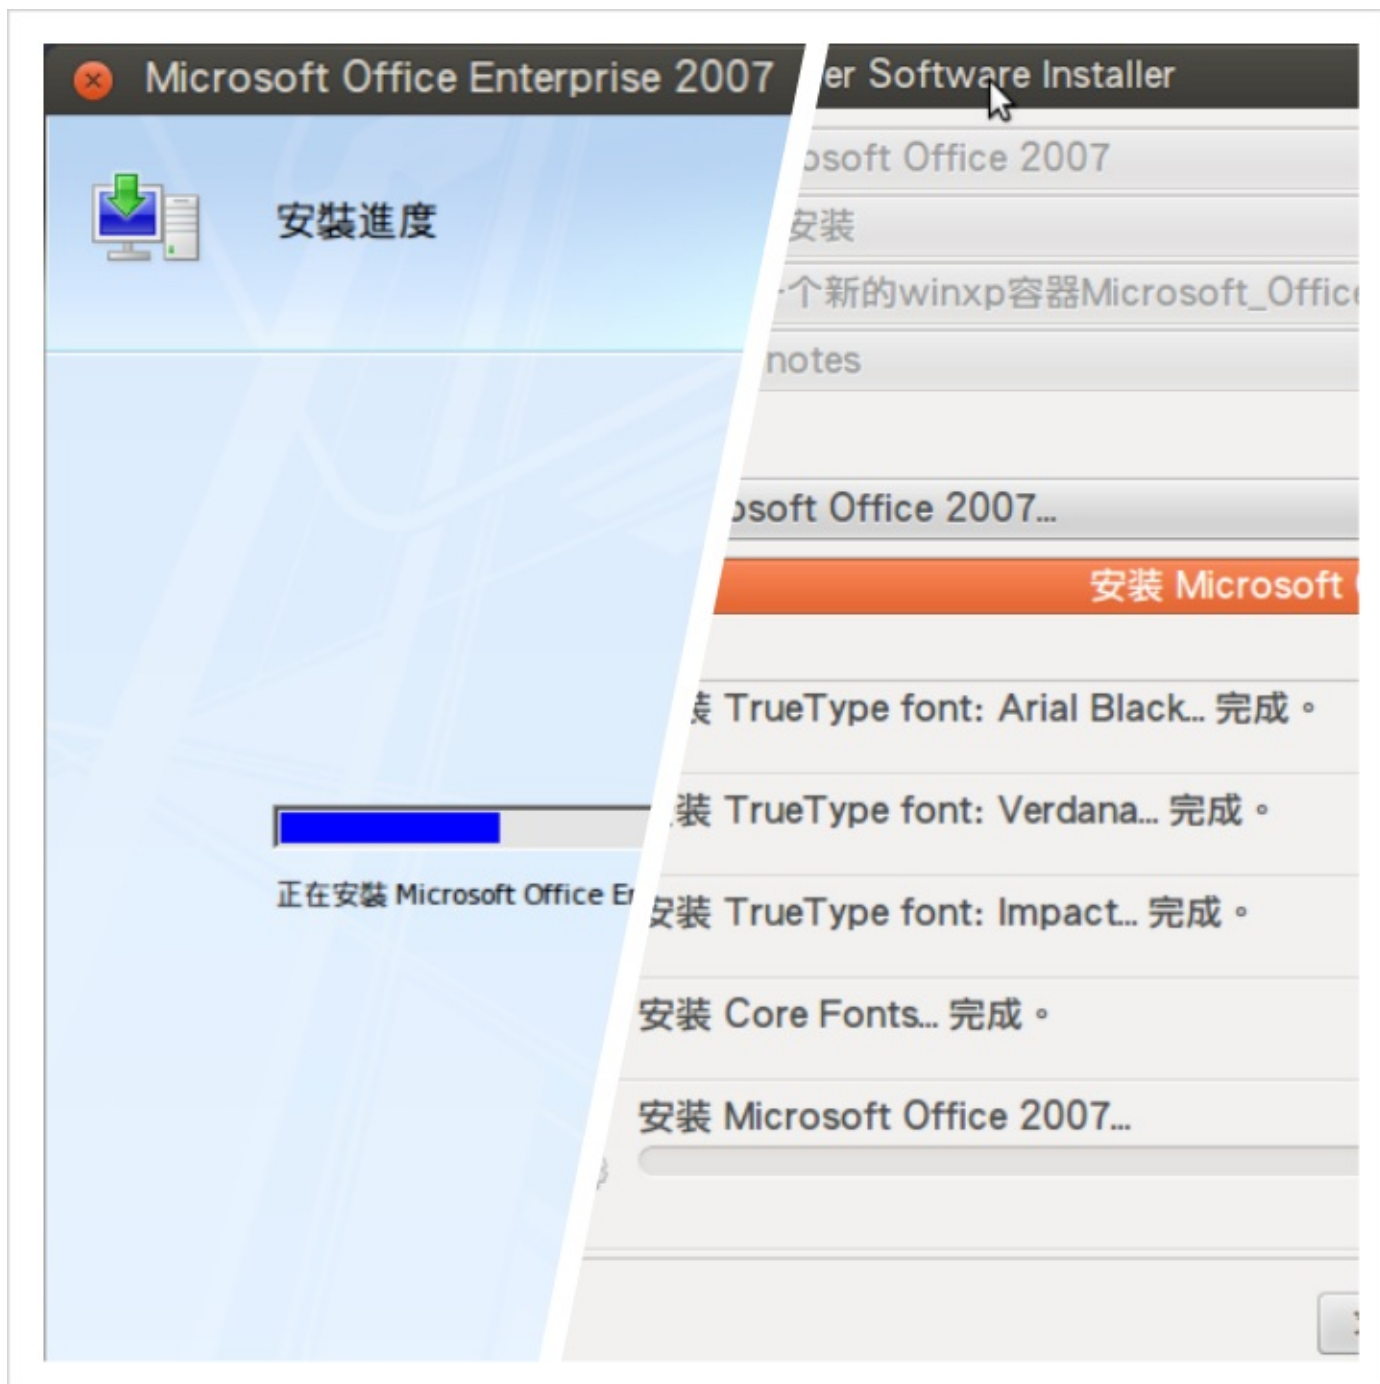 Microsoft Office Enterprise 2007
安裝進度
正在安裝 Microsoft Office
er Software Installer
osoft Office 2007
安装
个新的winxp容器Microsoft_Office
notes
osoft Office 2007...
安装 Microsoft
装 TrueType font: Arial Black... 完成。
装 TrueType font: Verdana... 完成。
安装 TrueType font: Impact... 完成。
安装 Core Fonts... 完成。
安装 Microsoft Office 2007...